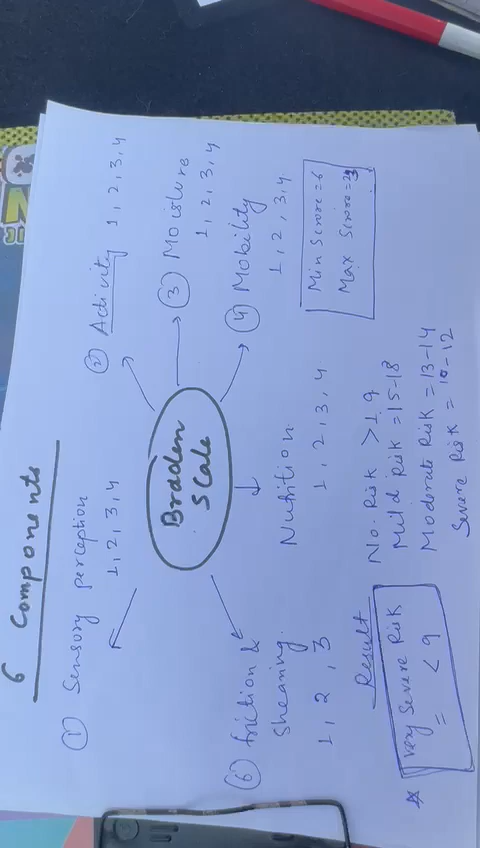 6 Components
① Sensory perception
1, 2, 3, 4
② Activity 1, 2, 3, 4
③ Moisture
1, 2, 3, 4
④ Mobility
1, 2, 3, 4
Braden
Scale
Nutrition
1, 2, 3, 4
⑥ friction &
Shearing.
1, 2, 3
Min Score = 6
Max Score = 23
Result
No. Risk > 19
Mild Risk = 15-18
Moderate Risk = 13-14
Severe Risk = 10-12
Very Severe Risk
= < 9